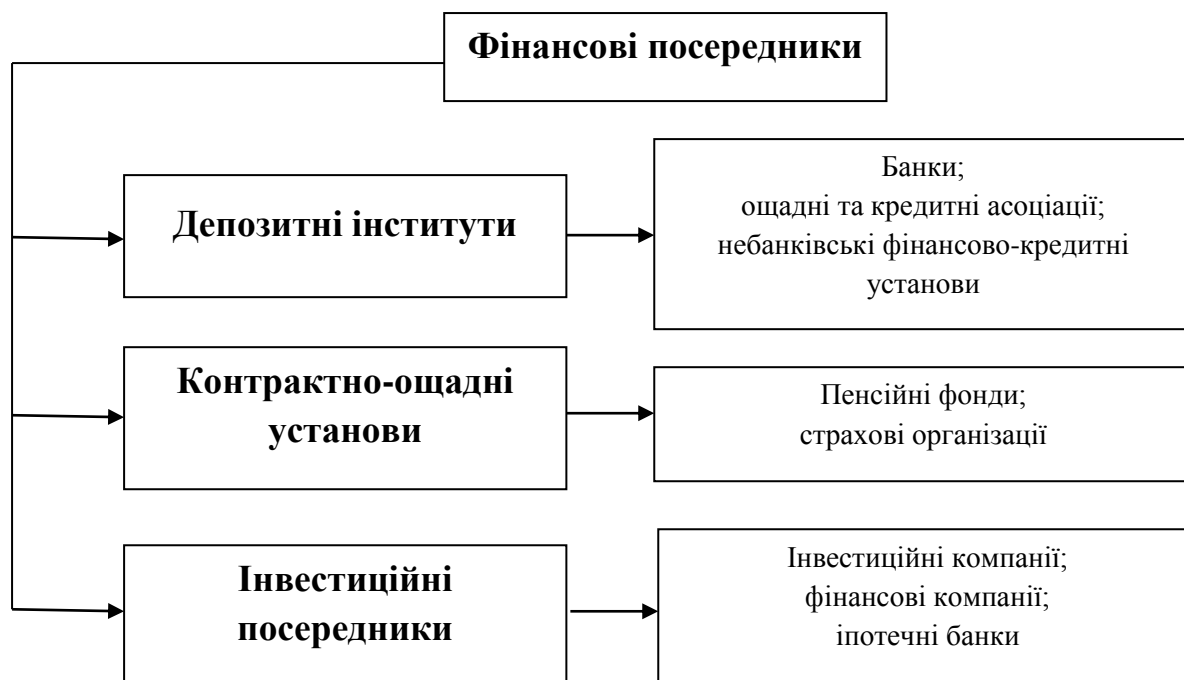 Фінансові посередники
Депозитні інститути
Банки;
ощадні та кредитні асоціації;
небанківські фінансово-кредитні
установи
Контрактно-ощадні
установи
Пенсійні фонди;
страхові організації
Інвестиційні
посередники
Інвестиційні компанії;
фінансові компанії;
іпотечні банки